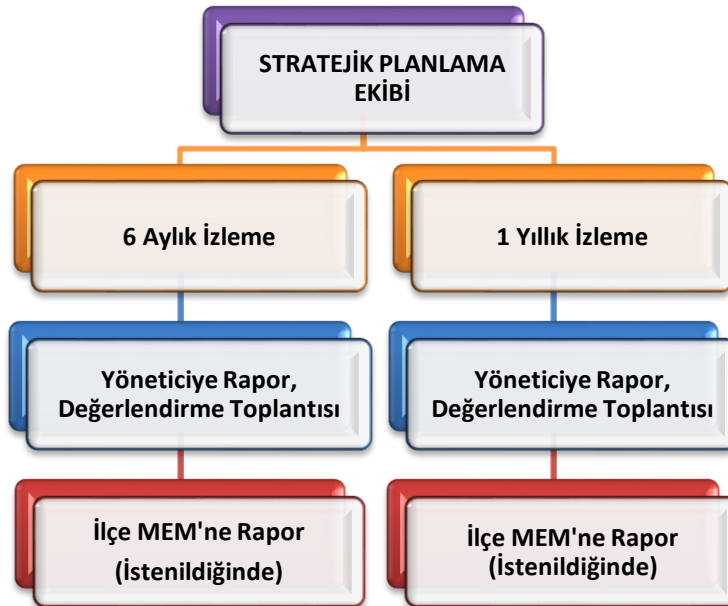 STRATEJİK PLANLAMA
EKİBİ
6 Aylık İzleme
1 Yıllık İzleme
Yöneticiye Rapor,
Değerlendirme Toplantısı
Yöneticiye Rapor,
Değerlendirme Toplantısı
İlçe MEM'ne Rapor
(İstenildiğinde)
İlçe MEM'ne Rapor
(İstenildiğinde)